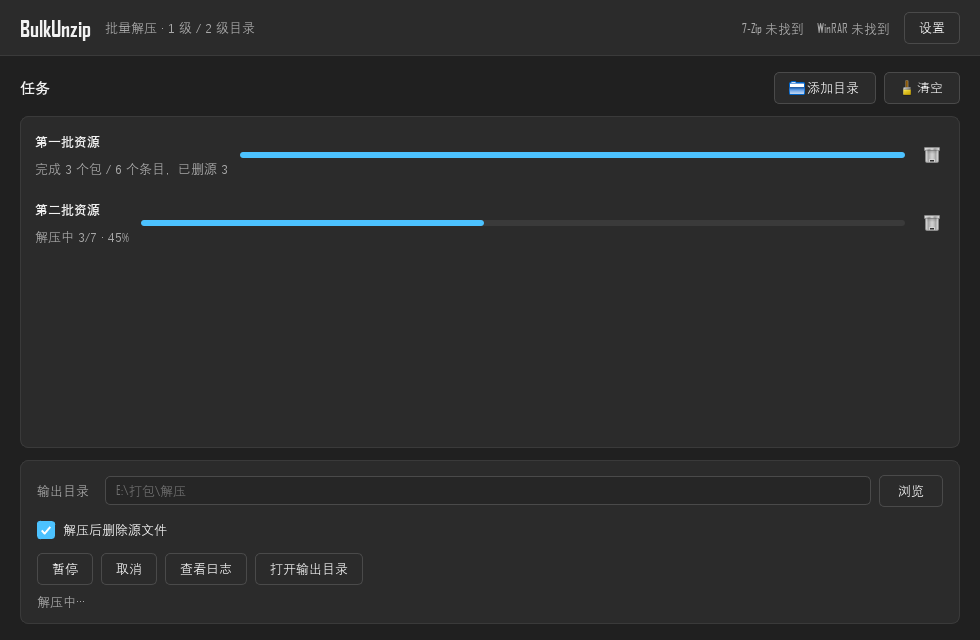 BulkUnzip 批量解压 · 1 级 / 2 级目录 7-Zip 未找到 WinRAR 未找到 设置
任务 添加目录 清空
第一批资源
完成 3 个包 / 6 个条目，已删源 3
第二批资源
解压中 3/7 · 45%
输出目录 E:\打包\解压 浏览
解压后删除源文件
暂停 取消 查看日志 打开输出目录
解压中…